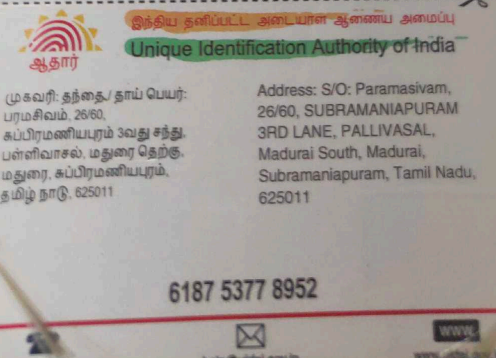 இந்திய தனிப்பட்ட அடையாள ஆணைய அமைப்பு
Unique Identification Authority of India
ஆதார்
முகவரி: தந்தை/ தாய் பெயர்:
பரமசிவம், 26/60,
சுப்பிரமணியபுரம் 3வது சந்து,
பள்ளிவாசல், மதுரை தெற்கு,
மதுரை, சுப்பிரமணியபுரம்,
தமிழ் நாடு, 625011
Address: S/O: Paramasivam,
26/60, SUBRAMANIAPURAM
3RD LANE, PALLIVASAL,
Madurai South, Madurai,
Subramaniapuram, Tamil Nadu,
625011
6187 5377 8952
www.